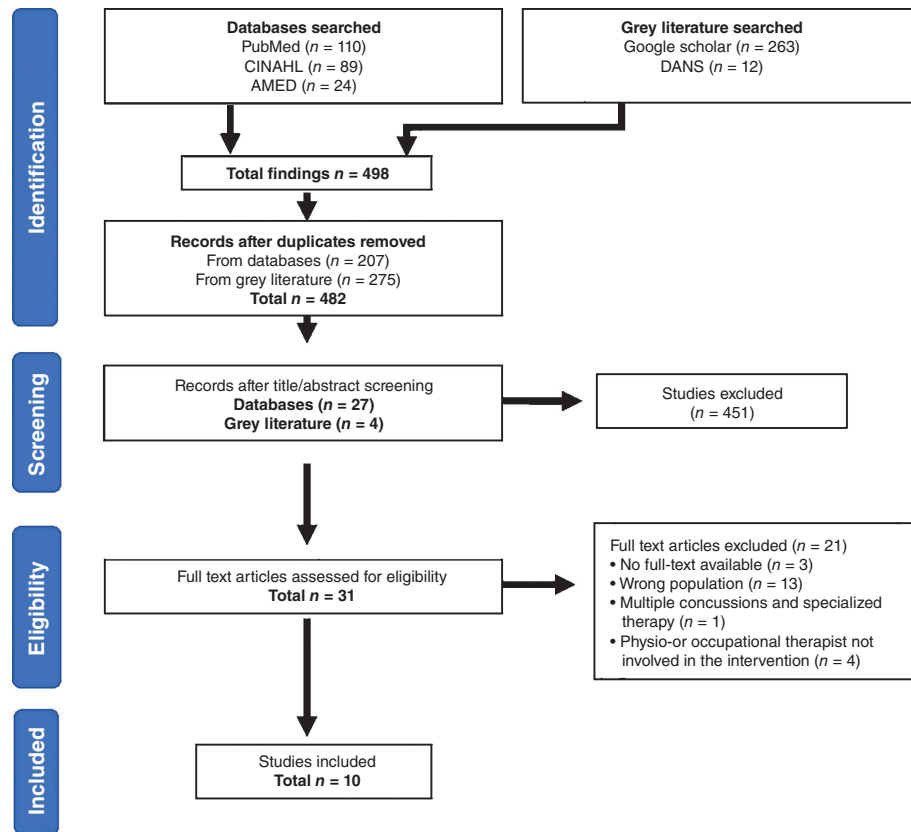 Identification
Databases searched
PubMed (n = 110)
CINAHL (n = 89)
AMED (n = 24)
Grey literature searched
Google scholar (n = 263)
DANS (n = 12)
Total findings n = 498
Records after duplicates removed
From databases (n = 207)
From grey literature (n = 275)
Total n = 482
Screening
Records after title/abstract screening
Databases (n = 27)
Grey literature (n = 4)
Studies excluded
(n = 451)
Eligibility
Full text articles assessed for eligibility
Total n = 31
Full text articles excluded (n = 21)
• No full-text available (n = 3)
• Wrong population (n = 13)
• Multiple concussions and specialized
therapy (n = 1)
• Physio-or occupational therapist not
involved in the intervention (n = 4)
Included
Studies included
Total n = 10